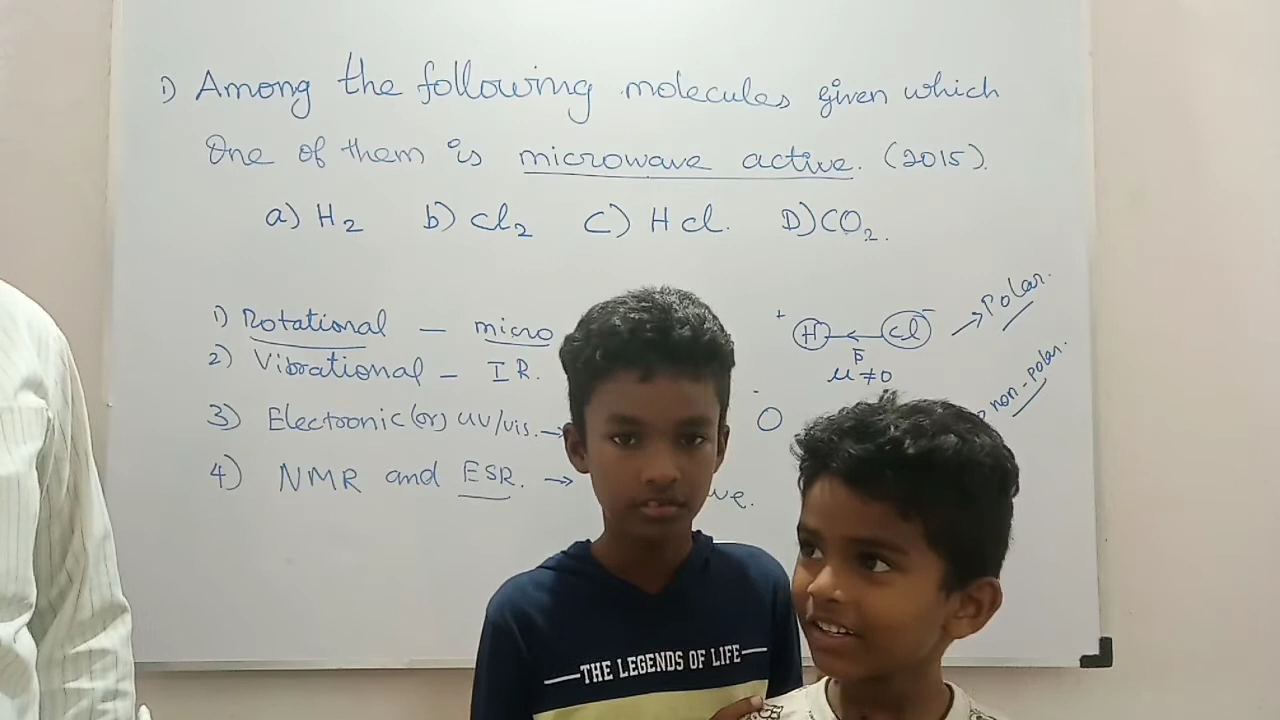 1) Among the following molecules given which
One of them is microwave active. (2015).
a) H2 b) Cl2 C) HCl. D) CO2.
1) Rotational – micro
2) Vibrational – IR.
3) Electronic (or) UV/vis. →
4) NMR and ESR. →
+ H Cl - → Polar.
μ ≠ 0
- O
non-polar.
ve.
THE LEGENDS OF LIFE